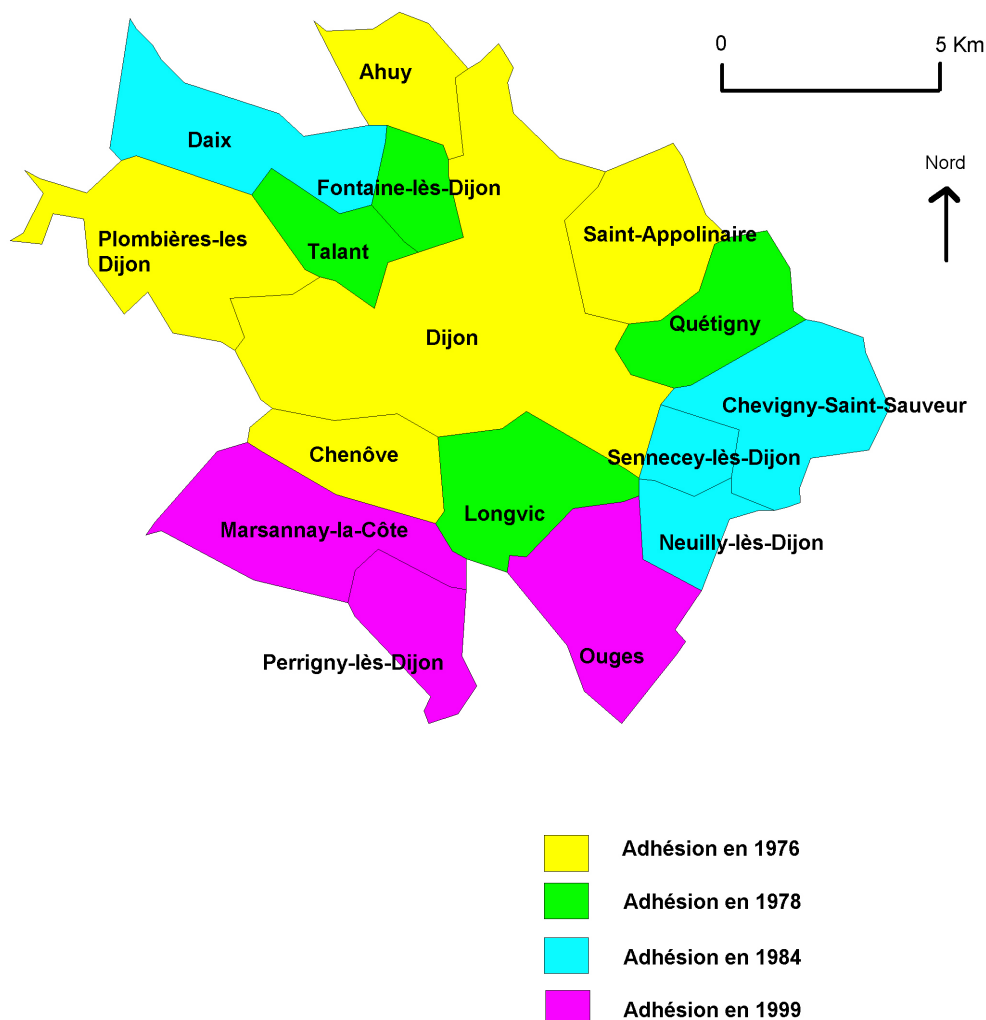 0
5 Km
Ahuy
Daix
Nord
Fontaine-lès-Dijon
Saint-Appolinaire
Plombières-les
Dijon
Talant
Quétigny
Dijon
Chevigny-Saint-Sauveur
Chenôve
Sennecey-lès-Dijon
Longvic
Marsannay-la-Côte
Neuilly-lès-Dijon
Ouges
Perrigny-lès-Dijon
Adhésion en 1976
Adhésion en 1978
Adhésion en 1984
Adhésion en 1999